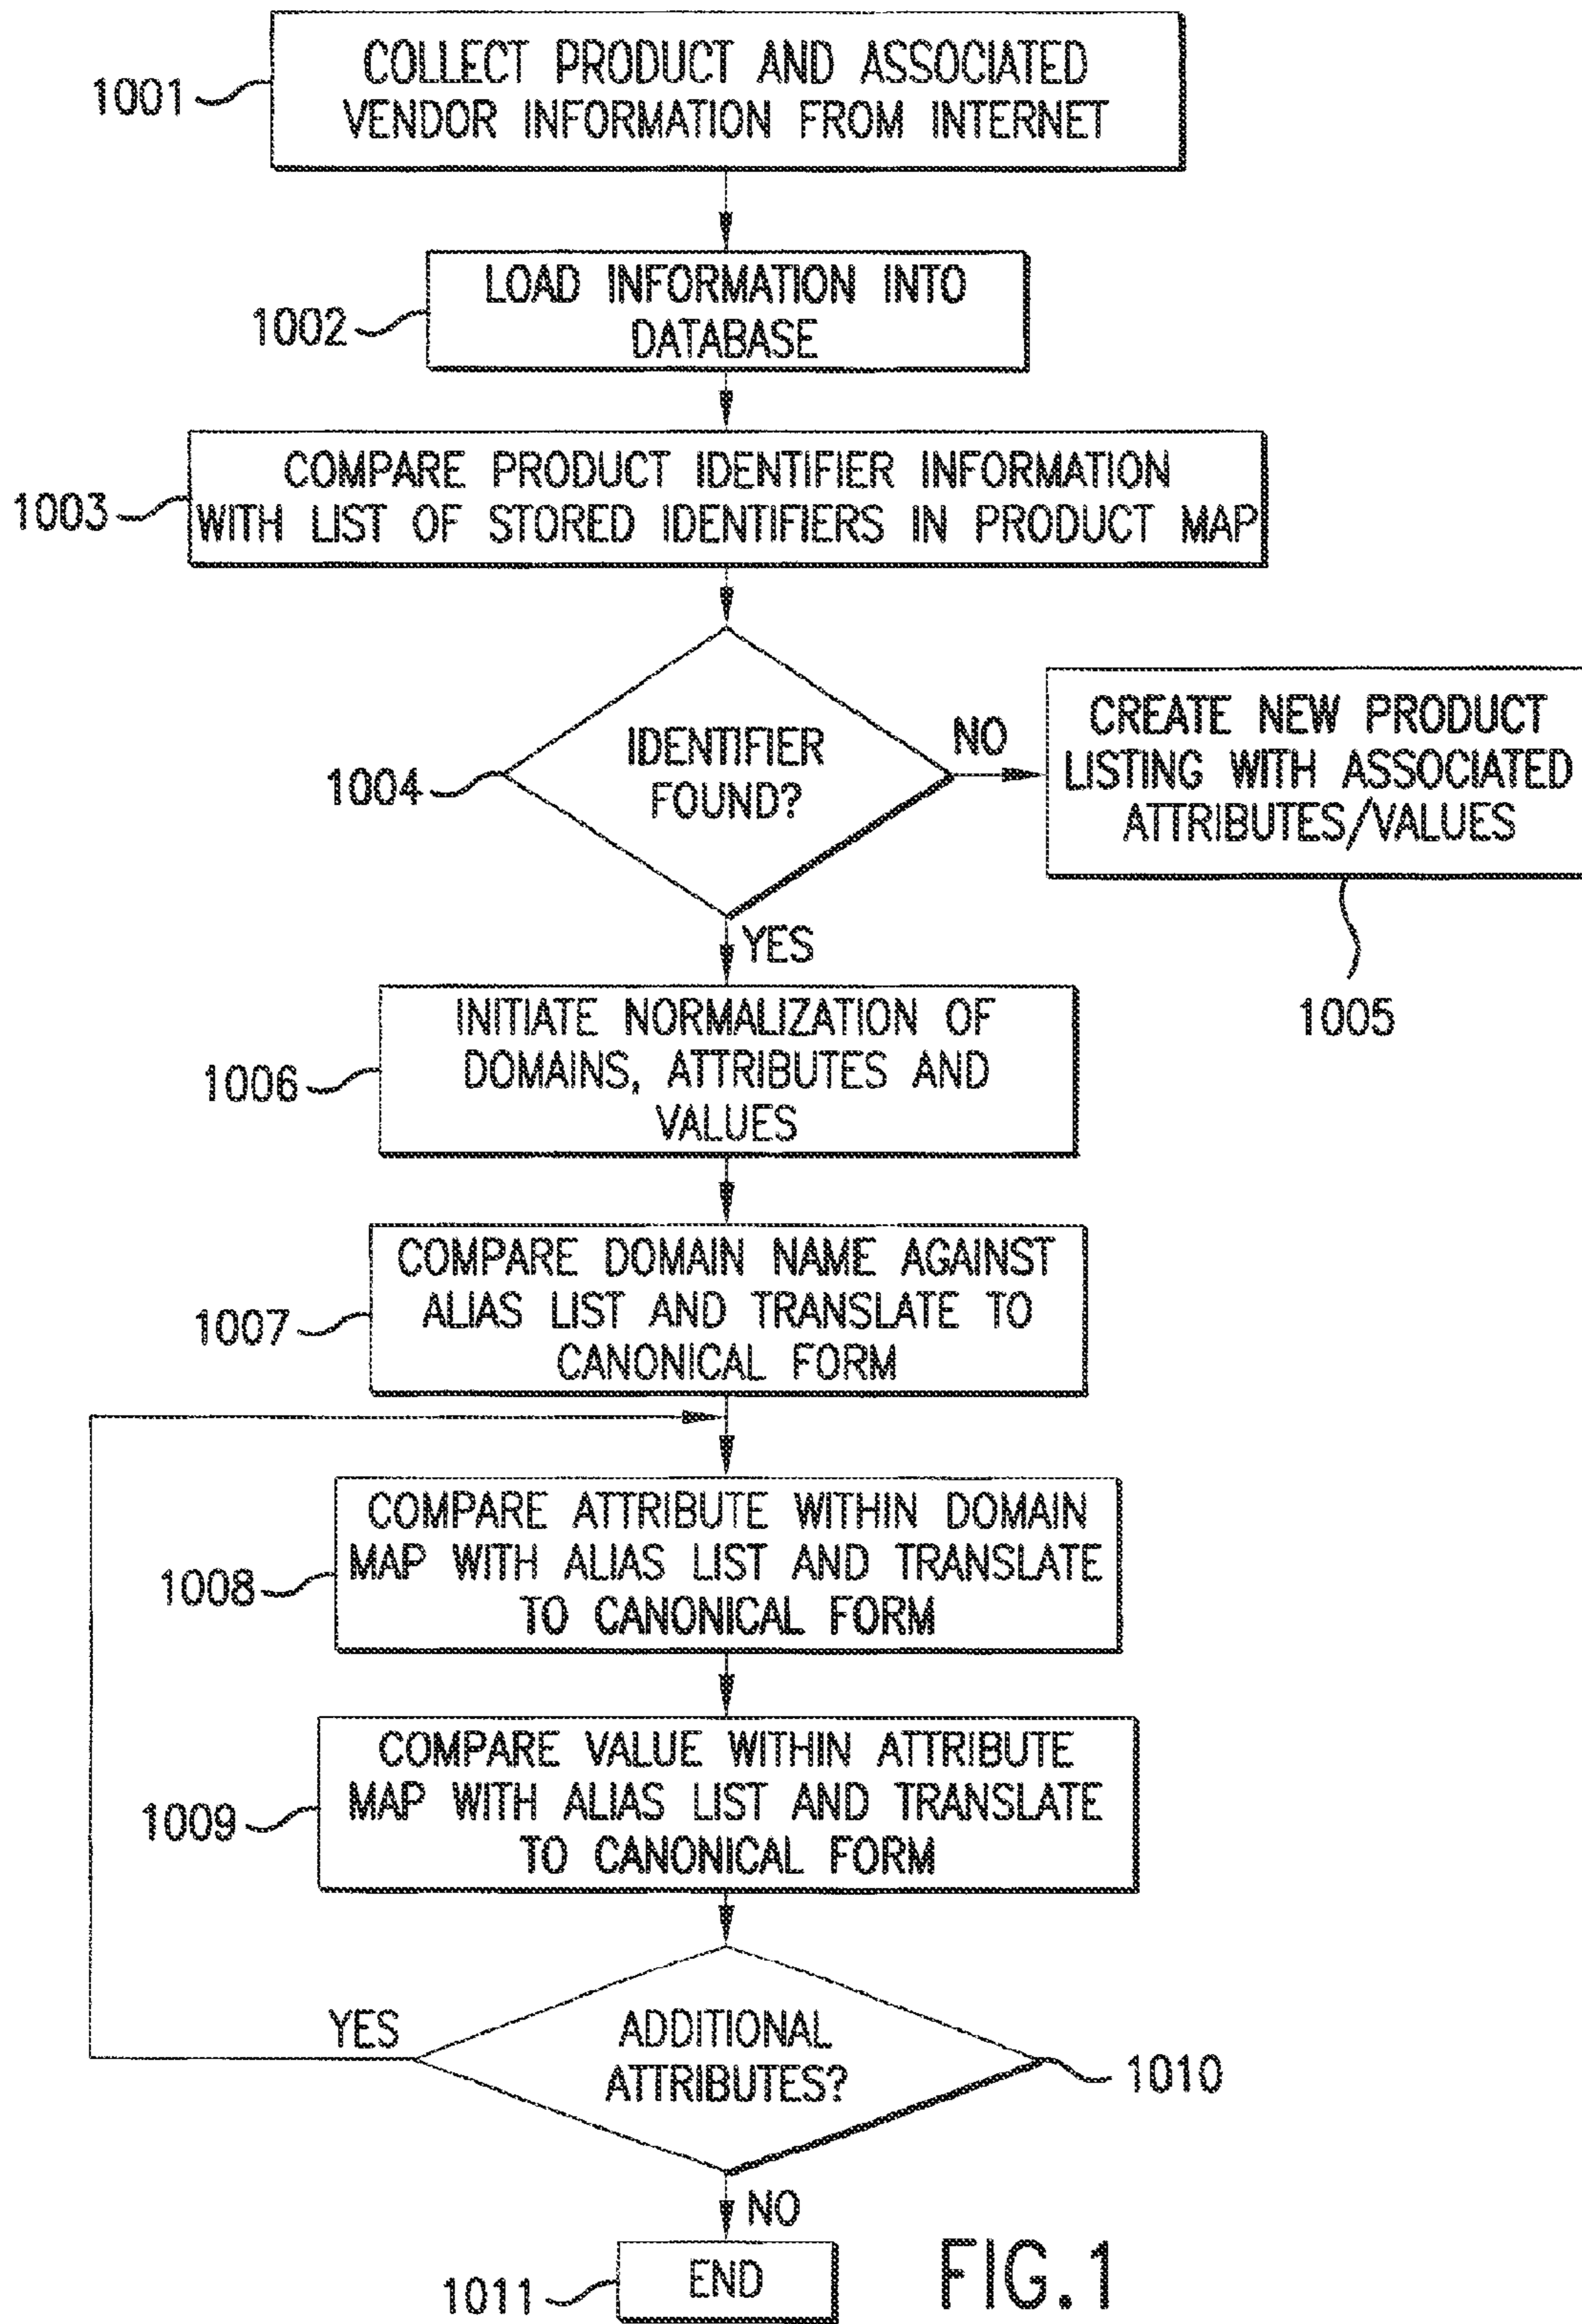 COLLECT PRODUCT AND ASSOCIATED
VENDOR INFORMATION FROM INTERNET
1001
LOAD INFORMATION INTO
DATABASE
1002
COMPARE PRODUCT IDENTIFIER INFORMATION
WITH LIST OF STORED IDENTIFIERS IN PRODUCT MAP
1003
IDENTIFIER
FOUND?
1004
NO
CREATE NEW PRODUCT
LISTING WITH ASSOCIATED
ATTRIBUTES/VALUES
1005
YES
INITIATE NORMALIZATION OF
DOMAINS, ATTRIBUTES AND
VALUES
1006
COMPARE DOMAIN NAME AGAINST
ALIAS LIST AND TRANSLATE TO
CANONICAL FORM
1007
COMPARE ATTRIBUTE WITHIN DOMAIN
MAP WITH ALIAS LIST AND TRANSLATE
TO CANONICAL FORM
1008
COMPARE VALUE WITHIN ATTRIBUTE
MAP WITH ALIAS LIST AND TRANSLATE
TO CANONICAL FORM
1009
YES
ADDITIONAL
ATTRIBUTES?
1010
NO
END
1011
FIG.1